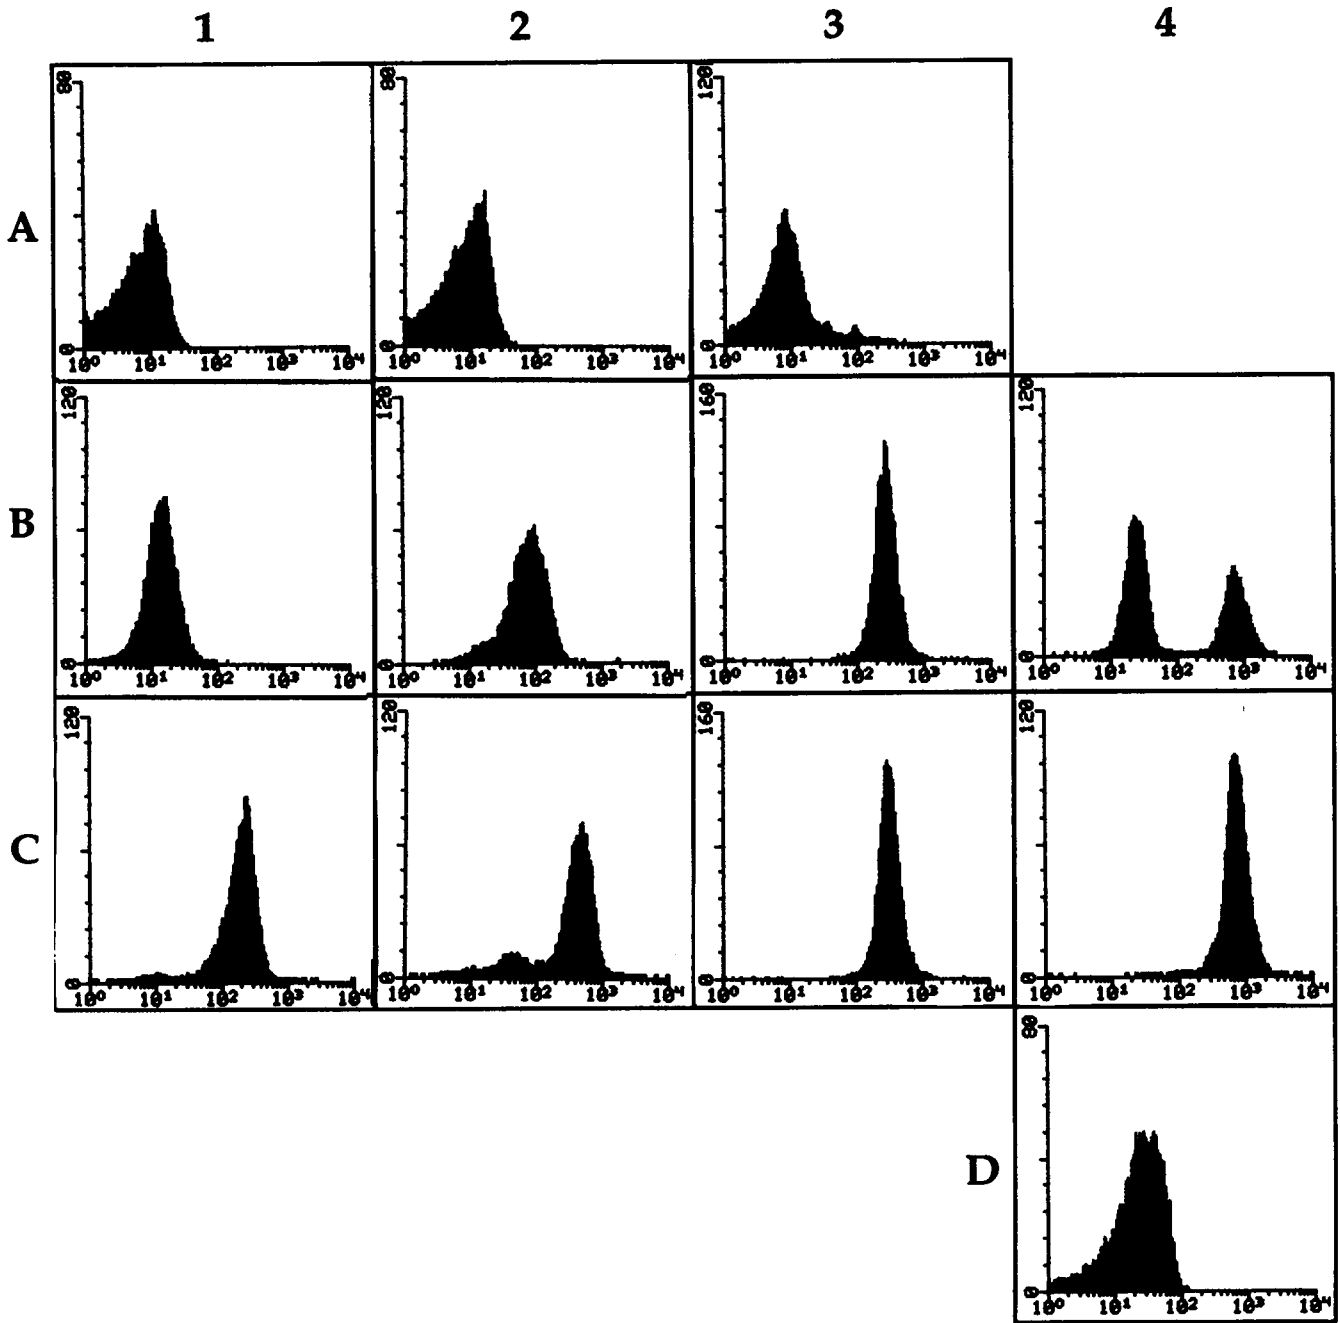 1 2 3 4
A
80 80 120
0 0 0
10⁰ 10¹ 10² 10³ 10⁴ 10⁰ 10¹ 10² 10³ 10⁴ 10⁰ 10¹ 10² 10³ 10⁴
B
120 120 160 120
0 0 0 0
10⁰ 10¹ 10² 10³ 10⁴ 10⁰ 10¹ 10² 10³ 10⁴ 10⁰ 10¹ 10² 10³ 10⁴ 10⁰ 10¹ 10² 10³ 10⁴
C
120 120 160 120
0 0 0 0
10⁰ 10¹ 10² 10³ 10⁴ 10⁰ 10¹ 10² 10³ 10⁴ 10⁰ 10¹ 10² 10³ 10⁴ 10⁰ 10¹ 10² 10³ 10⁴
D
80
0
10⁰ 10¹ 10² 10³ 10⁴